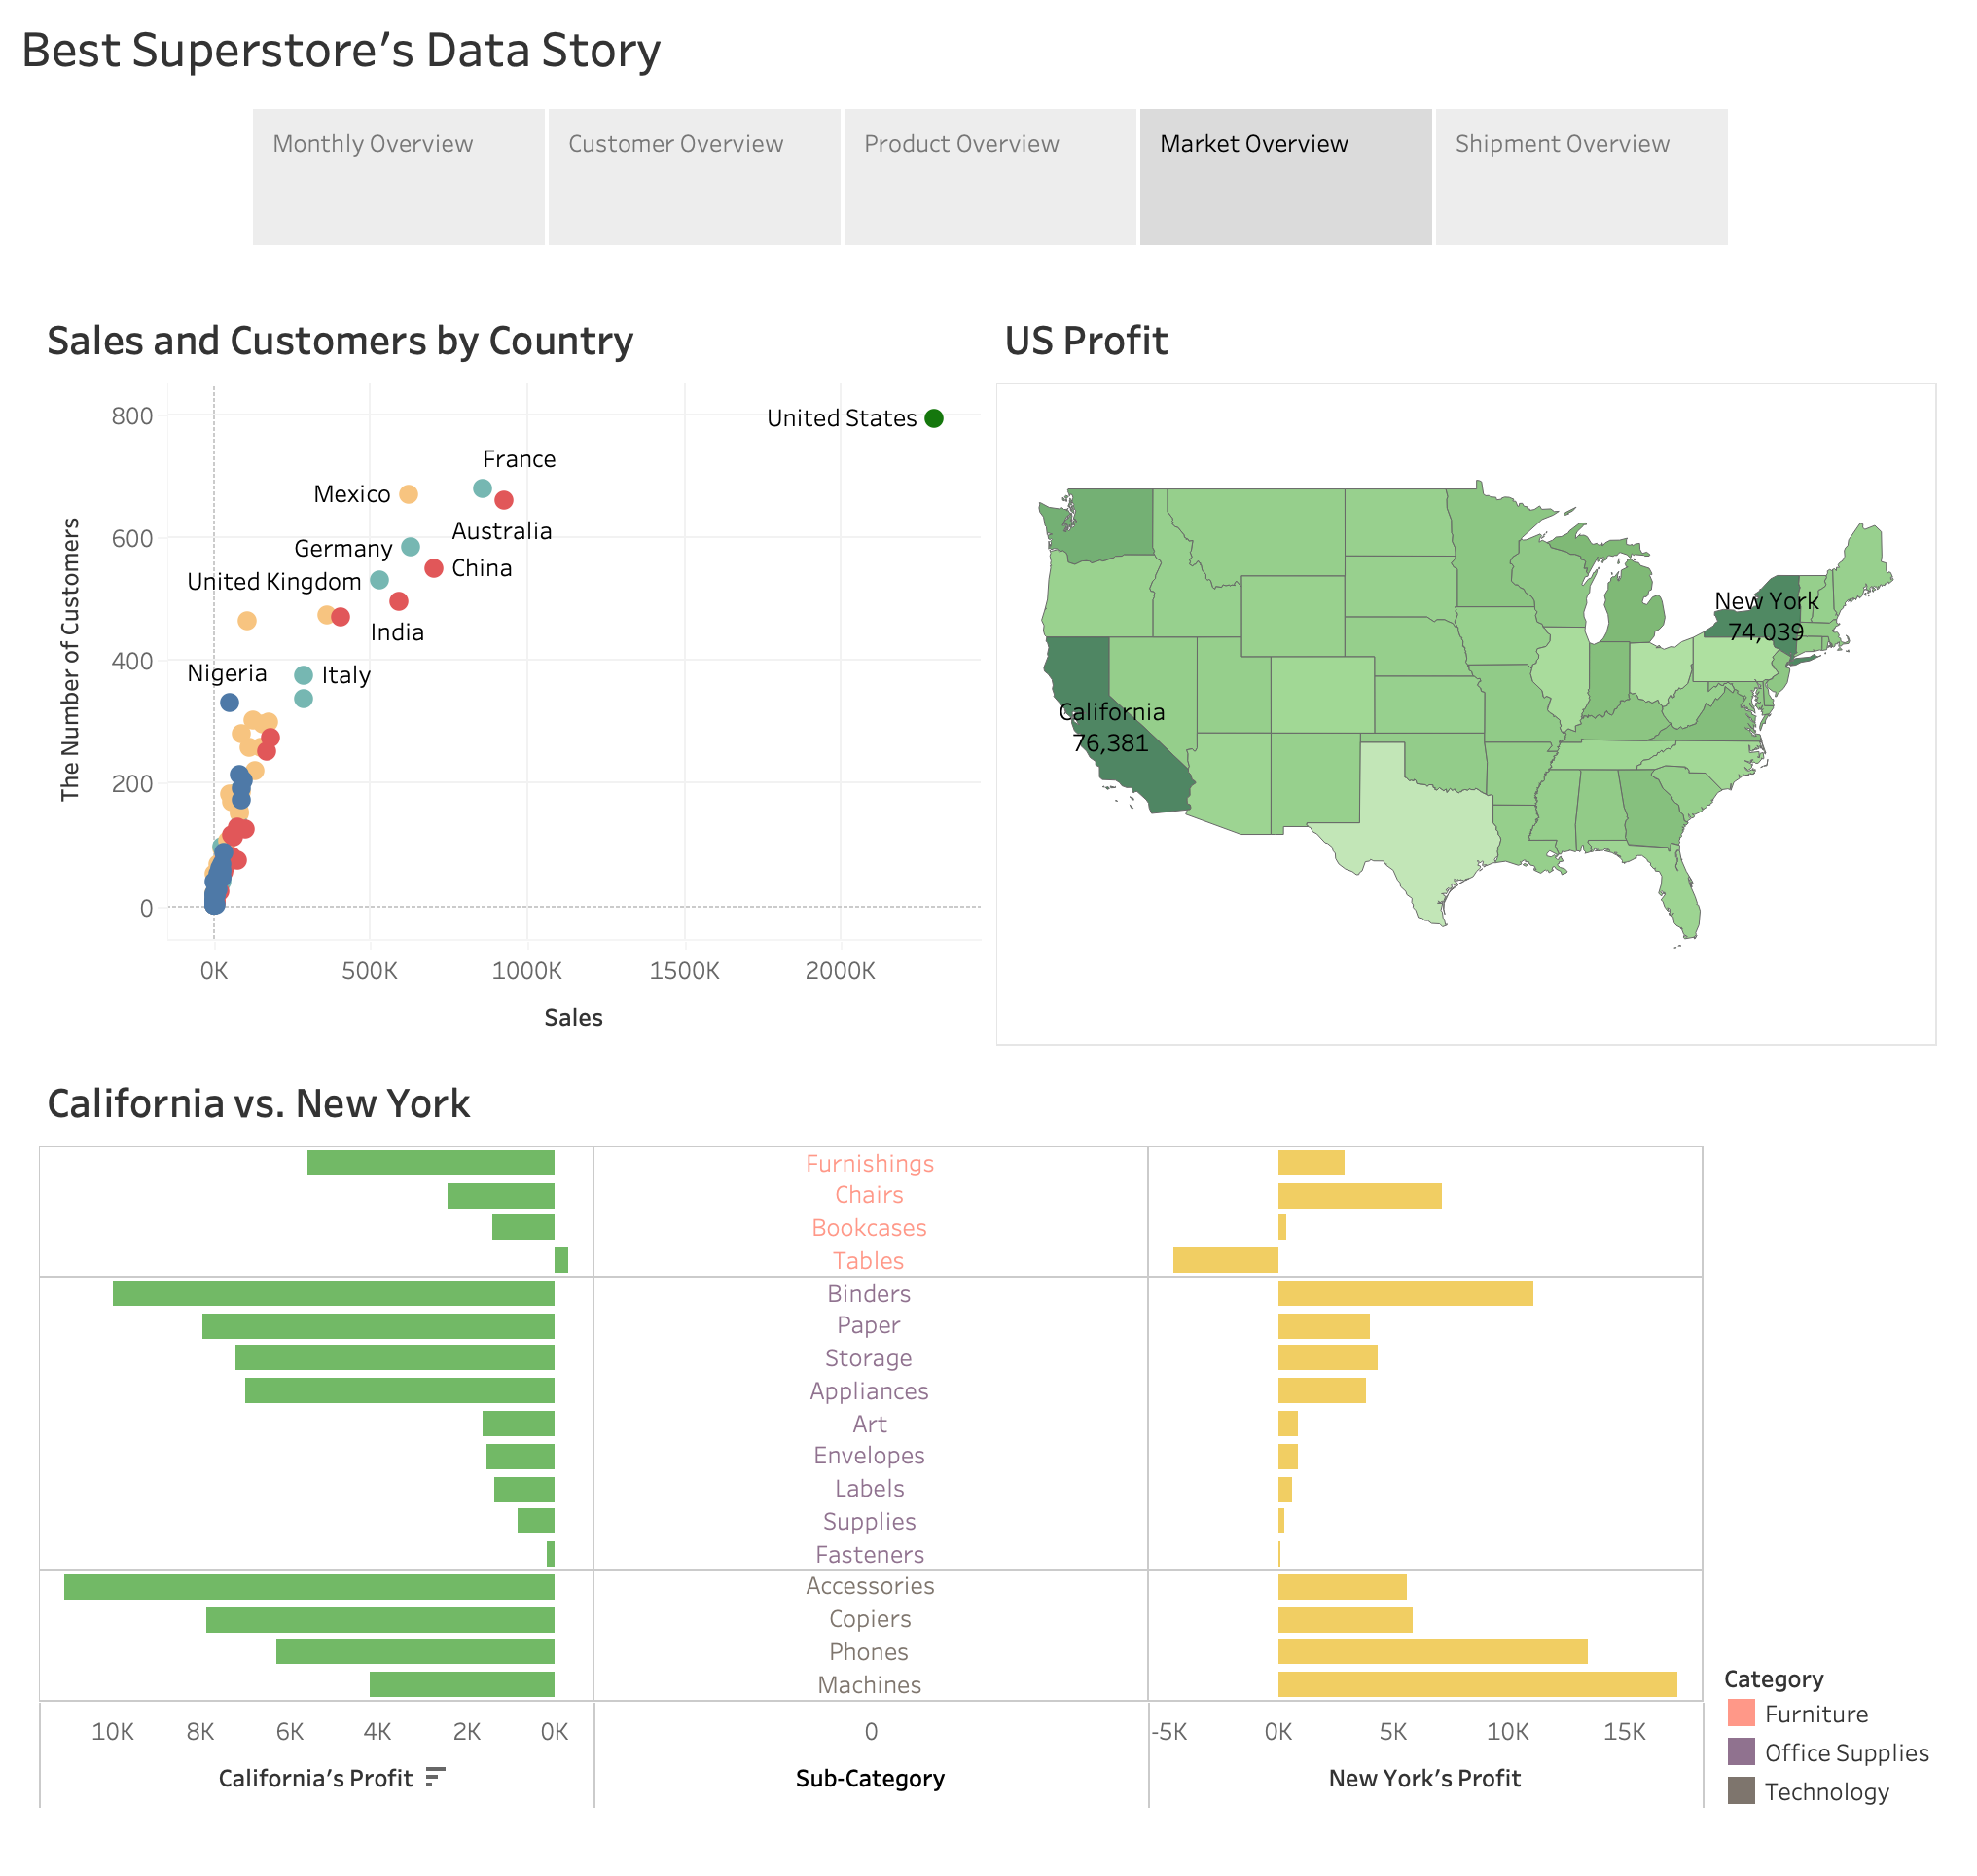 Best Superstore's Data Story
Monthly Overview
Customer Overview
Product Overview
Market Overview
Shipment Overview
Sales and Customers by Country
The Number of Customers
800
600
400
200
0
United States
France
Mexico
Australia
Germany
China
United Kingdom
India
Nigeria
Italy
0K
500K
1000K
1500K
2000K
Sales
US Profit
New York
74,039
California
76,381
California vs. New York
Furnishings
Chairs
Bookcases
Tables
Binders
Paper
Storage
Appliances
Art
Envelopes
Labels
Supplies
Fasteners
Accessories
Copiers
Phones
Machines
10K
8K
6K
4K
2K
0K
California's Profit
0
Sub-Category
-5K
0K
5K
10K
15K
New York's Profit
Category
Furniture
Office Supplies
Technology